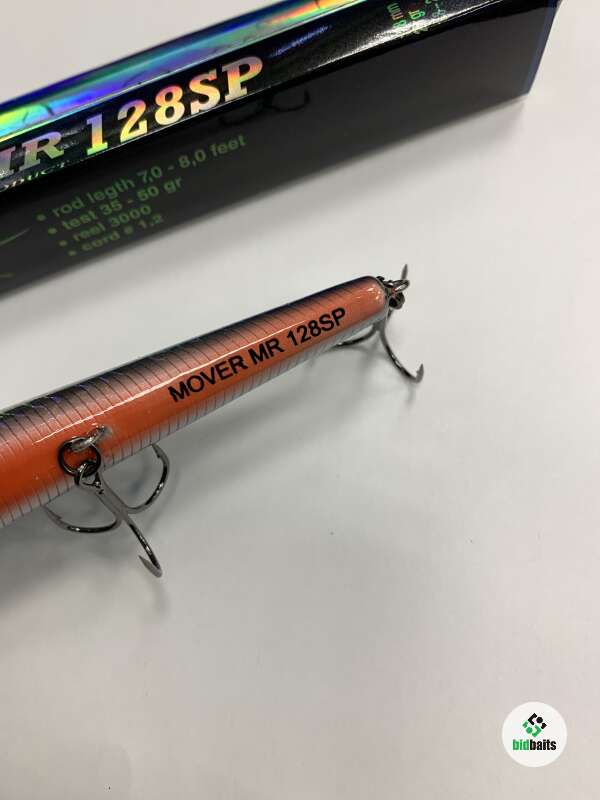 MR 128SP
PRODUCT
• rod legth 7,0 - 8,0 feet
• test 35 - 50 gr
• reel 3000
• cord # 1,2
MOVER MR 128SP
bidbaits